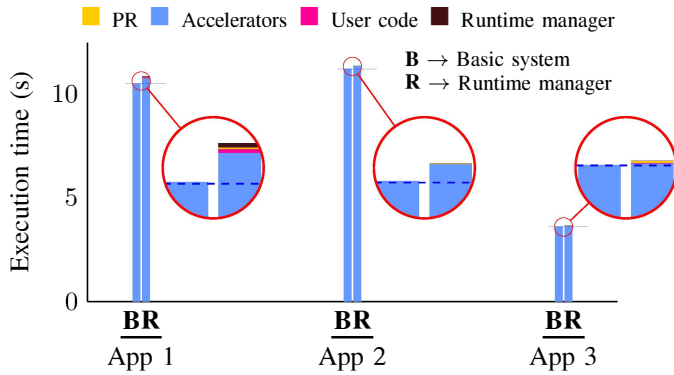 PR Accelerators User code Runtime manager
B → Basic system
R → Runtime manager
Execution time (s)
10
5
0
BR BR BR
App 1 App 2 App 3